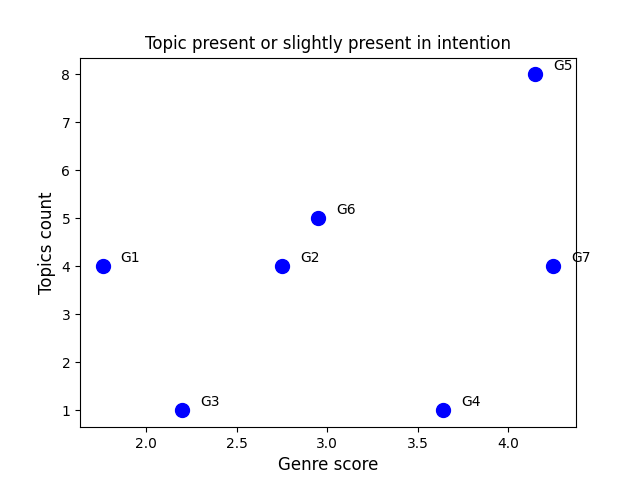 Topic present or slightly present in intention
Topics count
8
7
6
5
4
3
2
1
G5
G6
G1
G2
G7
G3
G4
2.0
2.5
3.0
3.5
4.0
Genre score